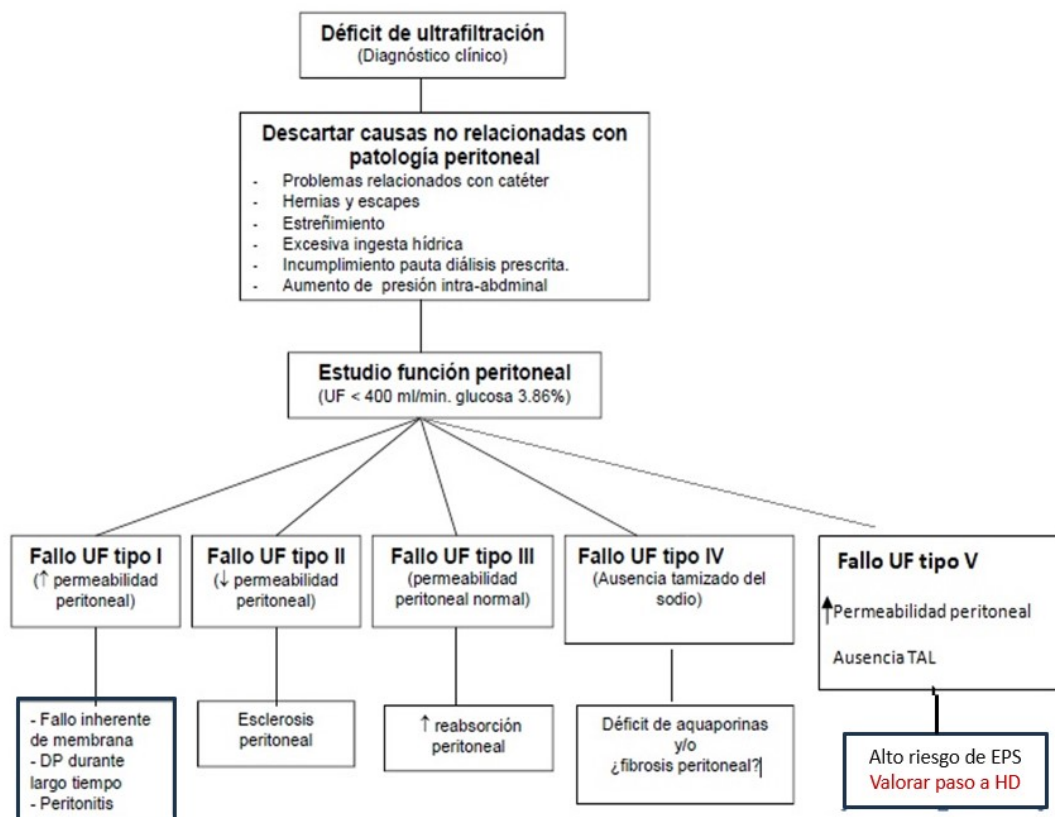 Déficit de ultrafiltración
(Diagnóstico clínico)
Descartar causas no relacionadas con
patología peritoneal
- Problemas relacionados con catéter
- Hernias y escapes
- Estreñimiento
- Excesiva ingesta hídrica
- Incumplimiento pauta diálisis prescrita.
- Aumento de presión intra-abdminal
Estudio función peritoneal
(UF < 400 ml/min. glucosa 3.86%)
Fallo UF tipo I
(↑ permeabilidad
peritoneal)
- Fallo inherente
de membrana
- DP durante
largo tiempo
- Peritonitis
Fallo UF tipo II
(↓ permeabilidad
peritoneal)
Esclerosis
peritoneal
Fallo UF tipo III
(permeabilidad
peritoneal normal)
↑ reabsorción
peritoneal
Fallo UF tipo IV
(Ausencia tamizado del
sodio)
Déficit de aquaporinas
y/o
¿fibrosis peritoneal?
Fallo UF tipo V
↑Permeabilidad peritoneal
Ausencia TAL
Alto riesgo de EPS
Valorar paso a HD